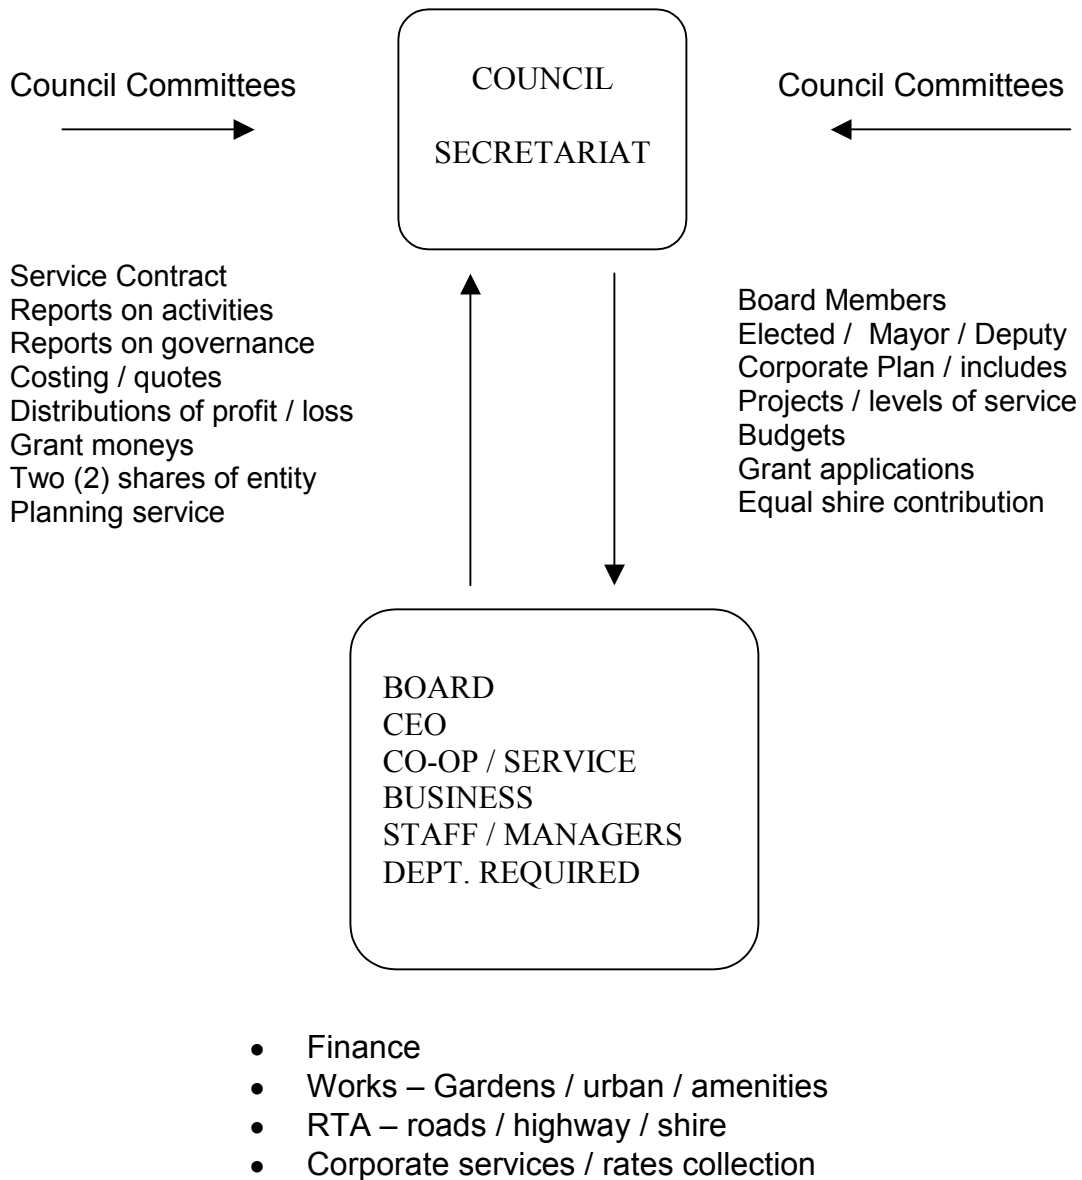 Council Committees
COUNCIL
SECRETARIAT
Council Committees
Service Contract
Reports on activities
Reports on governance
Costing / quotes
Distributions of profit / loss
Grant moneys
Two (2) shares of entity
Planning service
Board Members
Elected /  Mayor / Deputy
Corporate Plan / includes
Projects / levels of service
Budgets
Grant applications
Equal shire contribution
BOARD
CEO
CO-OP / SERVICE
BUSINESS
STAFF / MANAGERS
DEPT. REQUIRED
• Finance
• Works – Gardens / urban / amenities
• RTA – roads / highway / shire
• Corporate services / rates collection